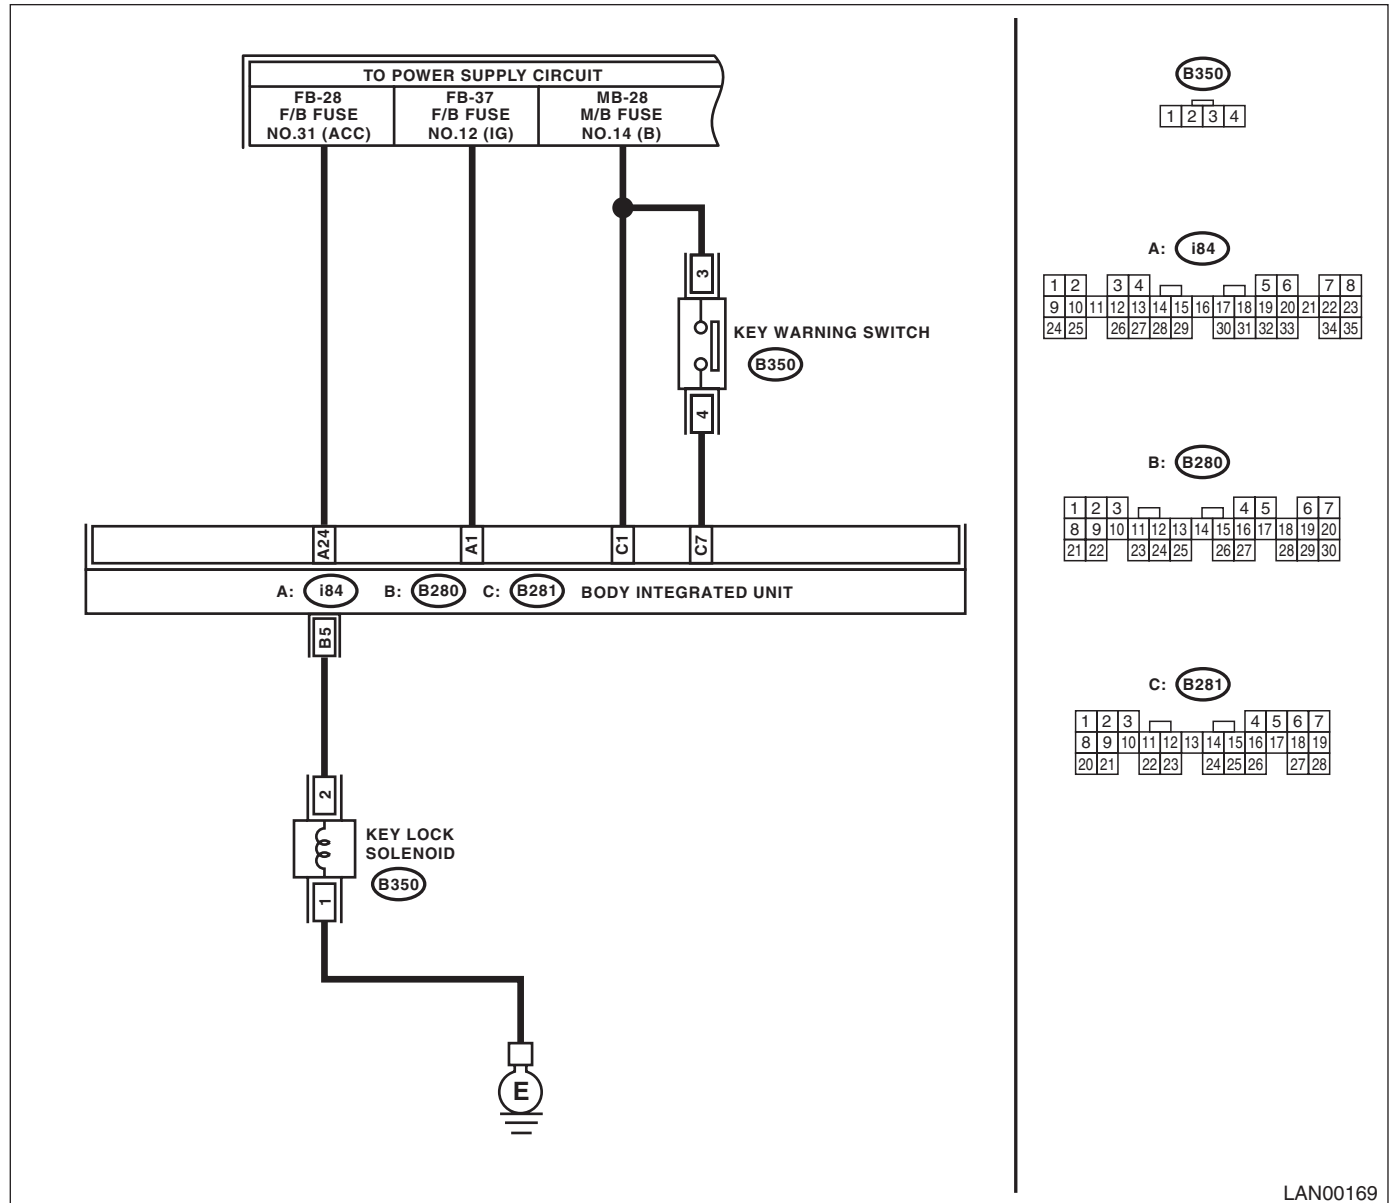 TO POWER SUPPLY CIRCUIT
FB-28
F/B FUSE
NO.31 (ACC)
FB-37
F/B FUSE
NO.12 (IG)
MB-28
M/B FUSE
NO.14 (B)
3
KEY WARNING SWITCH
B350
4
A24
A1
C1
C7
A: i84 B: B280 C: B281 BODY INTEGRATED UNIT
B5
2
KEY LOCK
SOLENOID
B350
1
E
B350
1 2 3 4
A: i84
1 2 3 4 5 6 7 8
9 10 11 12 13 14 15 16 17 18 19 20 21 22 23
24 25 26 27 28 29 30 31 32 33 34 35
B: B280
1 2 3 4 5 6 7
8 9 10 11 12 13 14 15 16 17 18 19 20
21 22 23 24 25 26 27 28 29 30
C: B281
1 2 3 4 5 6 7
8 9 10 11 12 13 14 15 16 17 18 19
20 21 22 23 24 25 26 27 28
LAN00169